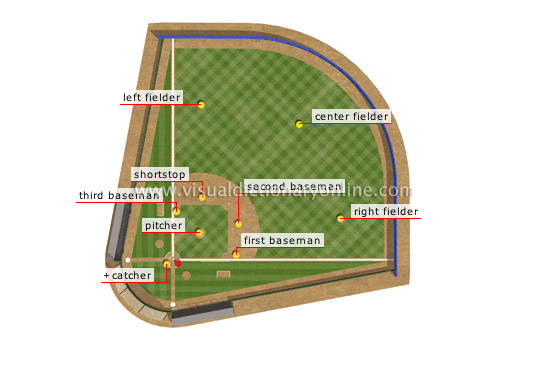 left fielder
center fielder
shortstop
www.visualdictionaryonline.com
second baseman
third baseman
right fielder
pitcher
first baseman
+ catcher